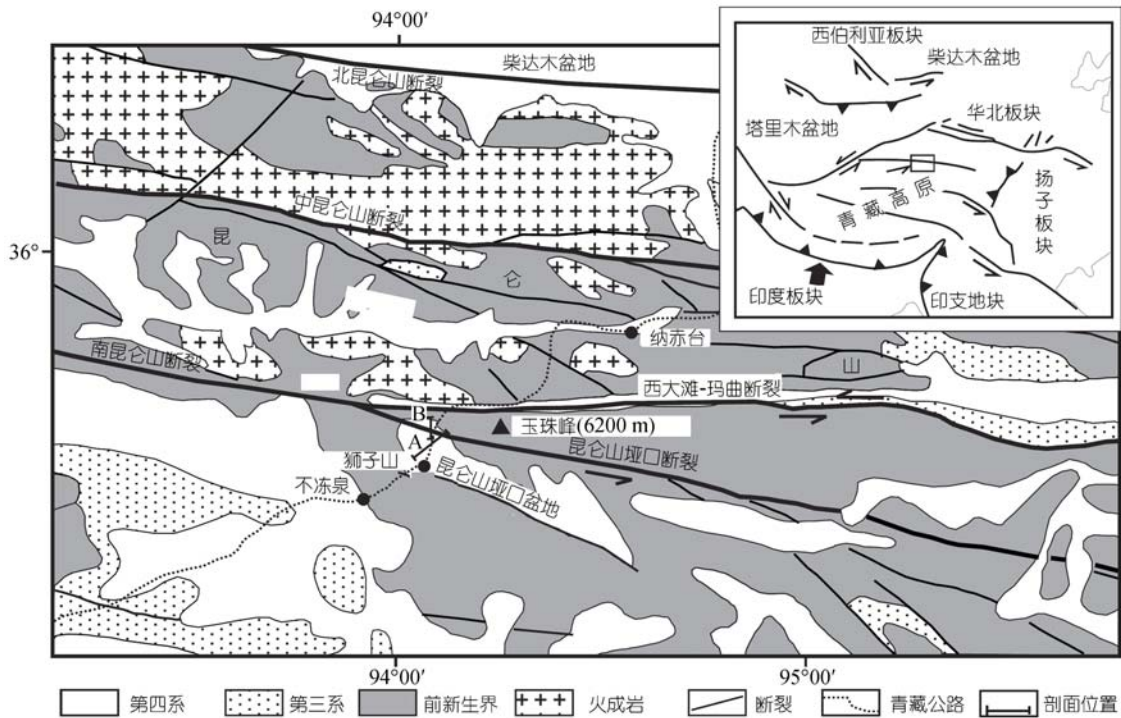 94°00′
柴达木盆地
北昆仑山断裂
中昆仑山断裂
36°
昆
仑
纳赤台
南昆仑山断裂
山
西大滩-玛曲断裂
B
玉珠峰(6200 m)
A
昆仑山垭口断裂
狮子山
昆仑山垭口盆地
不冻泉
西伯利亚板块
柴达木盆地
华北板块
塔里木盆地
扬子板块
青藏高原
印度板块
印支地块
94°00′
95°00′
第四系
第三系
前新生界
火成岩
断裂
青藏公路
剖面位置